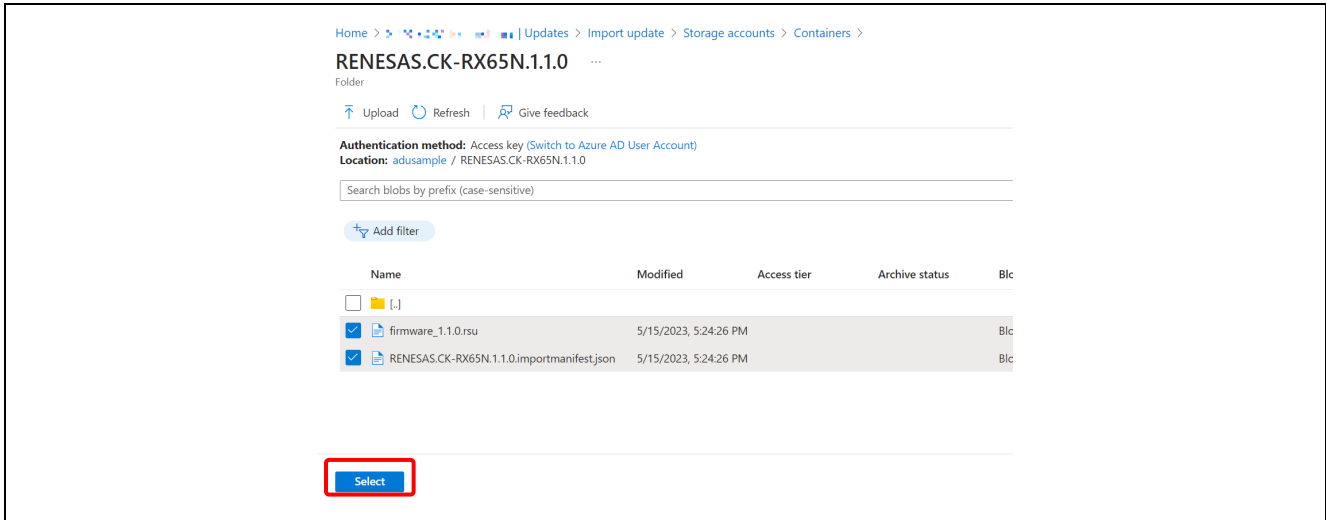 Home > | Updates > Import update > Storage accounts > Containers >
RENESAS.CK-RX65N.1.1.0 ...
Folder
Upload Refresh Give feedback
Authentication method: Access key (Switch to Azure AD User Account)
Location: adusample / RENESAS.CK-RX65N.1.1.0
Search blobs by prefix (case-sensitive)
Add filter
Name Modified Access tier Archive status Blo
[..]
firmware_1.1.0.rsu 5/15/2023, 5:24:26 PM Blo
RENESAS.CK-RX65N.1.1.0.importmanifest.json 5/15/2023, 5:24:26 PM Blo
Select